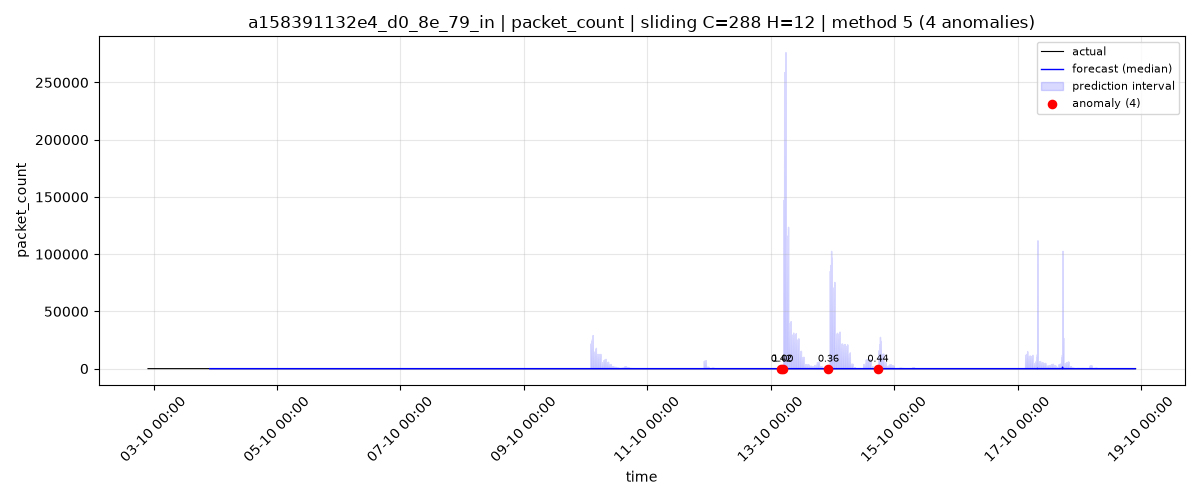 a158391132e4_d0_8e_79_in | packet_count | sliding C=288 H=12 | method 5 (4 anomalies)
actual
forecast (median)
prediction interval
anomaly (4)
packet_count
250000
200000
150000
100000
50000
0
0.36
0.44
03-10 00:00
05-10 00:00
07-10 00:00
09-10 00:00
11-10 00:00
13-10 00:00
15-10 00:00
17-10 00:00
19-10 00:00
time